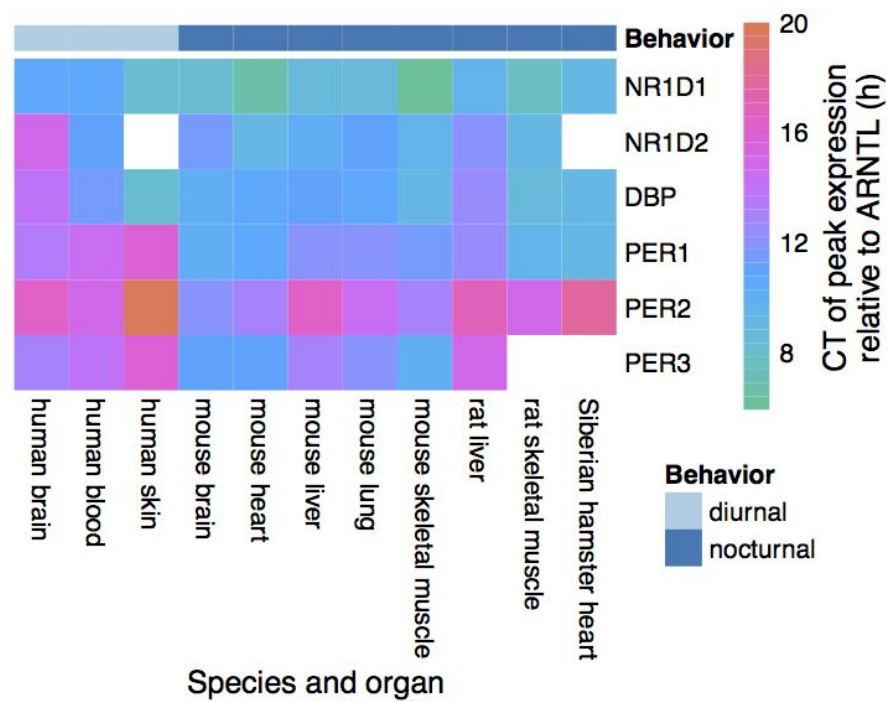 Behavior
NR1D1
NR1D2
DBP
PER1
PER2
PER3
human brain
human blood
human skin
mouse brain
mouse heart
mouse liver
mouse lung
mouse skeletal muscle
rat liver
rat skeletal muscle
Siberian hamster heart
Species and organ
20
16
12
8
CT of peak expression
relative to ARNTL (h)
Behavior
diurnal
nocturnal